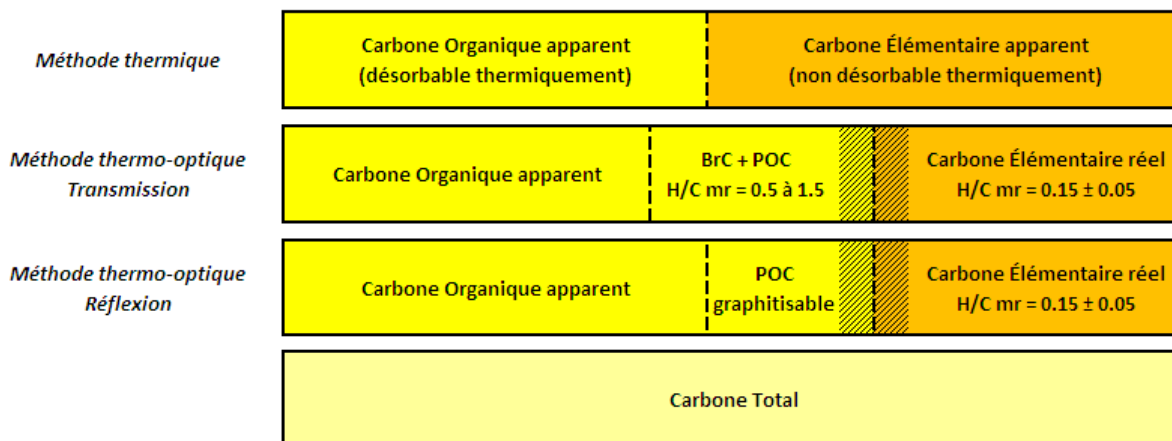 Méthode thermique
Carbone Organique apparent
(désorbable thermiquement)
Carbone Élémentaire apparent
(non désorbable thermiquement)
Méthode thermo-optique
Transmission
Carbone Organique apparent
BrC + POC
H/C mr = 0.5 à 1.5
Carbone Élémentaire réel
H/C mr = 0.15 ± 0.05
Méthode thermo-optique
Réflexion
Carbone Organique apparent
POC
graphitisable
Carbone Élémentaire réel
H/C mr = 0.15 ± 0.05
Carbone Total